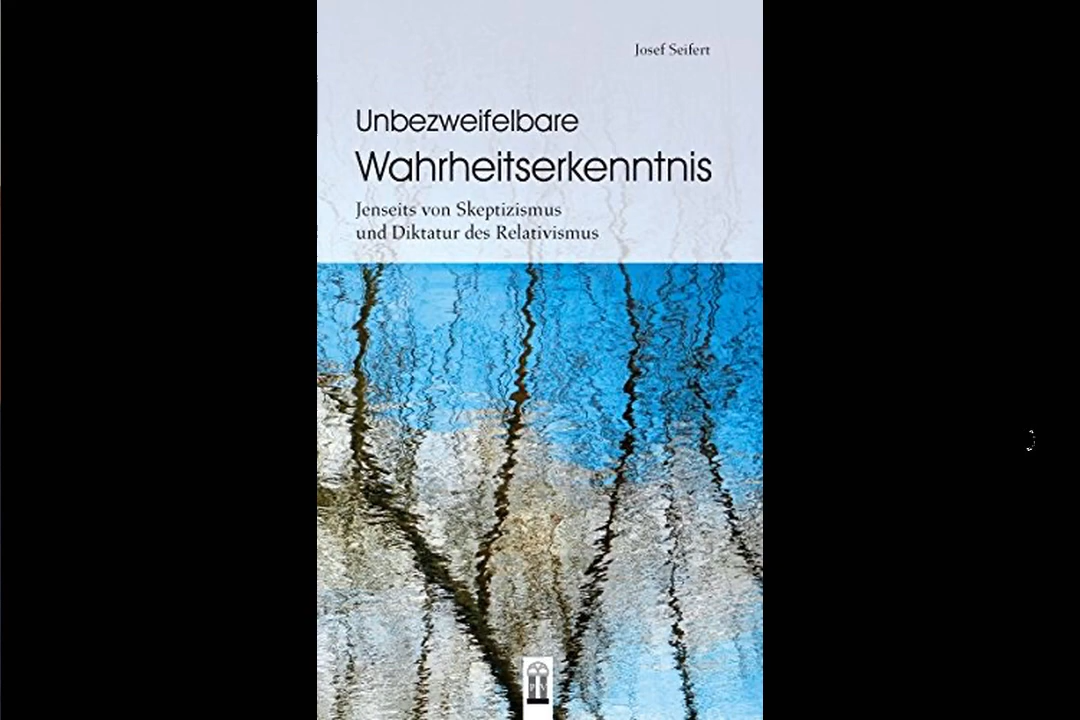 Josef Seifert
Unbezweifelbare
Wahrheitserkenntnis
Jenseits von Skeptizismus
und Diktatur des Relativismus